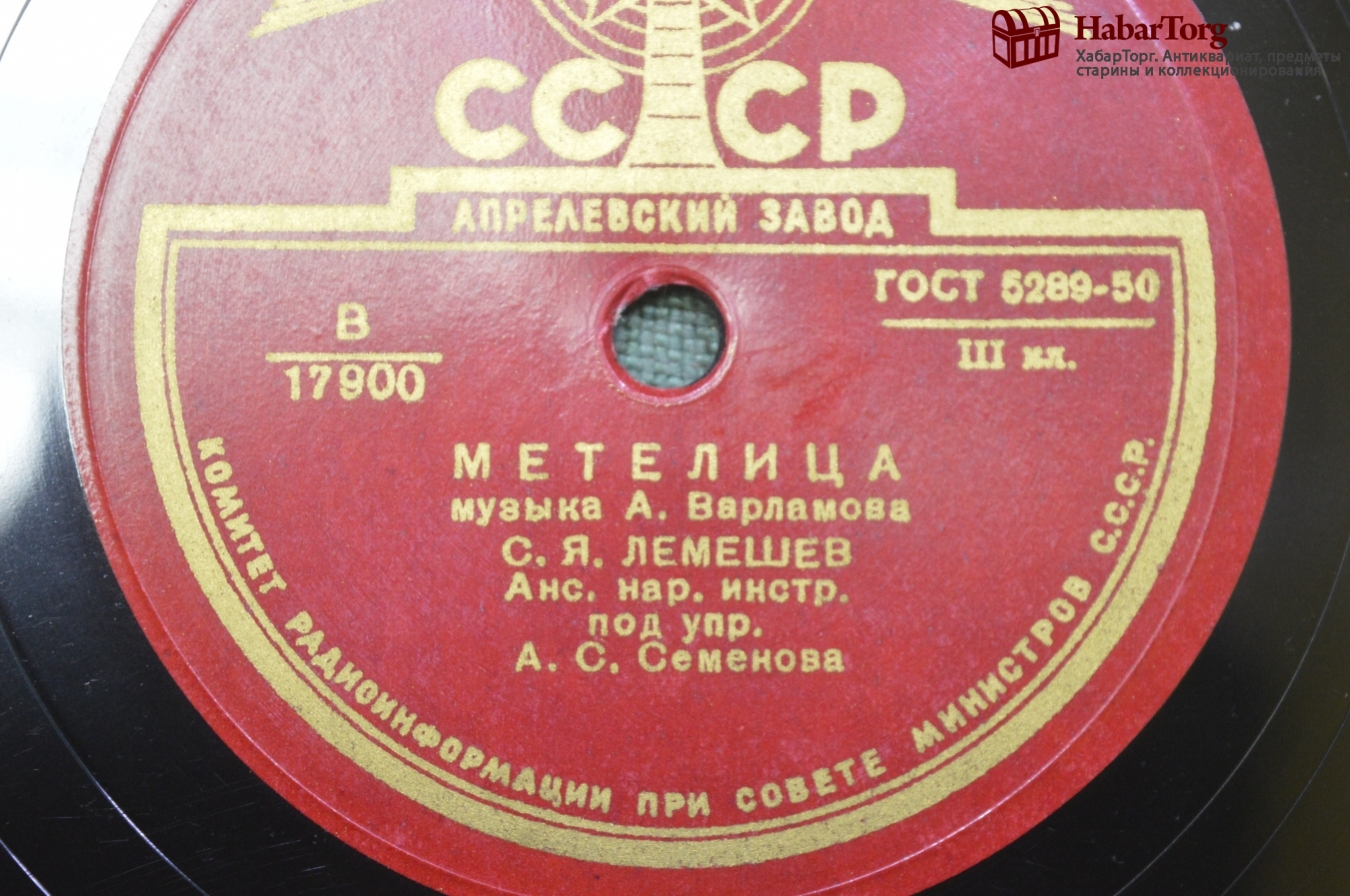 HabarTorg
ХабарТорг. Антиквариат, предметы
старины и коллекционирования
СССР
АПРЕЛЕВСКИЙ ЗАВОД
ГОСТ 5289-50
III кл.
В
17900
МЕТЕЛИЦА
музыка А. Варламова
С. Я. ЛЕМЕШЕВ
Анс. нар. инстр.
под упр.
А. С. Семенова
КОМИТЕТ РАДИОИНФОРМАЦИИ ПРИ СОВЕТЕ МИНИСТРОВ С.С.С.Р.